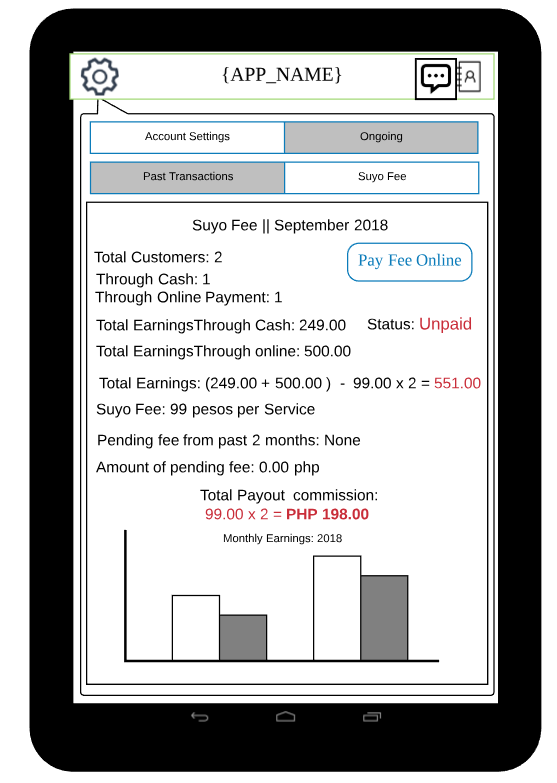 {APP_NAME}
Account Settings
Ongoing
Past Transactions
Suyo Fee
Suyo Fee || September 2018
Total Customers: 2
Pay Fee Online
Through Cash: 1
Through Online Payment: 1
Total EarningsThrough Cash: 249.00
Status: Unpaid
Total EarningsThrough online: 500.00
Total Earnings: (249.00 + 500.00 ) - 99.00 x 2 = 551.00
Suyo Fee: 99 pesos per Service
Pending fee from past 2 months: None
Amount of pending fee: 0.00 php
Total Payout commission:
99.00 x 2 = PHP 198.00
Monthly Earnings: 2018